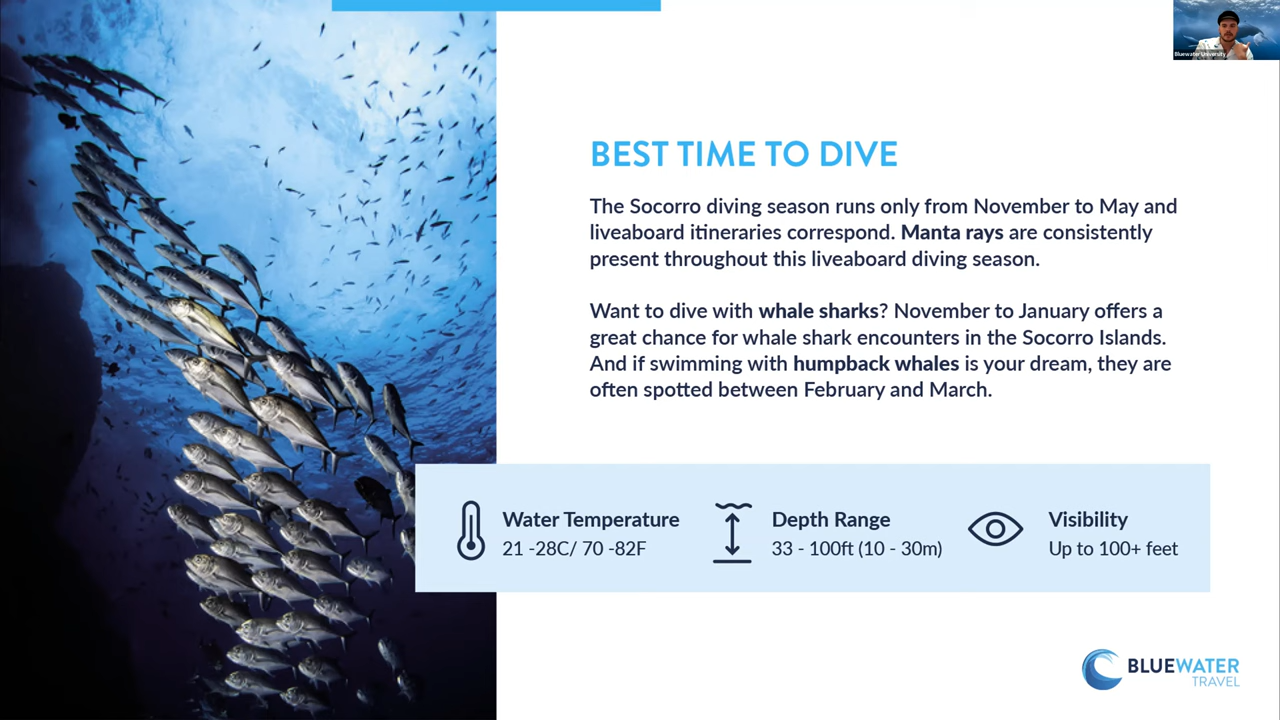 Bluewater University
BEST TIME TO DIVE
The Socorro diving season runs only from November to May and
liveaboard itineraries correspond. Manta rays are consistently
present throughout this liveaboard diving season.
Want to dive with whale sharks? November to January offers a
great chance for whale shark encounters in the Socorro Islands.
And if swimming with humpback whales is your dream, they are
often spotted between February and March.
Water Temperature
21 -28C/ 70 -82F
Depth Range
33 - 100ft (10 - 30m)
Visibility
Up to 100+ feet
BLUEWATER
TRAVEL